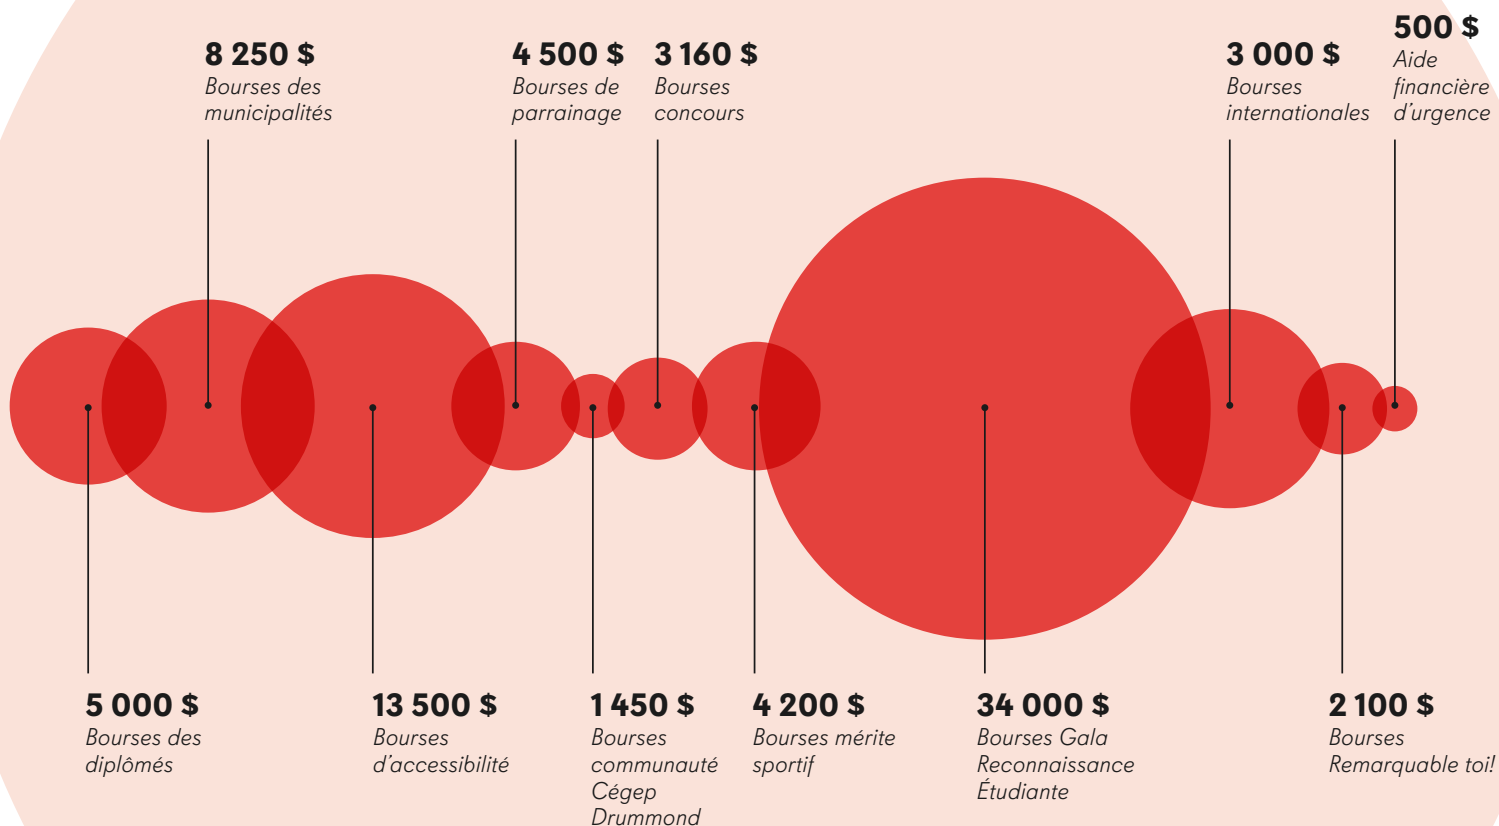 8 250 $
Bourses des
municipalités
4 500 $
Bourses de
parrainage
3 160 $
Bourses
concours
3 000 $
Bourses
internationales
500 $
Aide
financière
d'urgence
5 000 $
Bourses des
diplômés
13 500 $
Bourses
d'accessibilité
1 450 $
Bourses
communauté
Cégep
Drummond
4 200 $
Bourses mérite
sportif
34 000 $
Bourses Gala
Reconnaissance
Étudiante
2 100 $
Bourses
Remarquable toi!